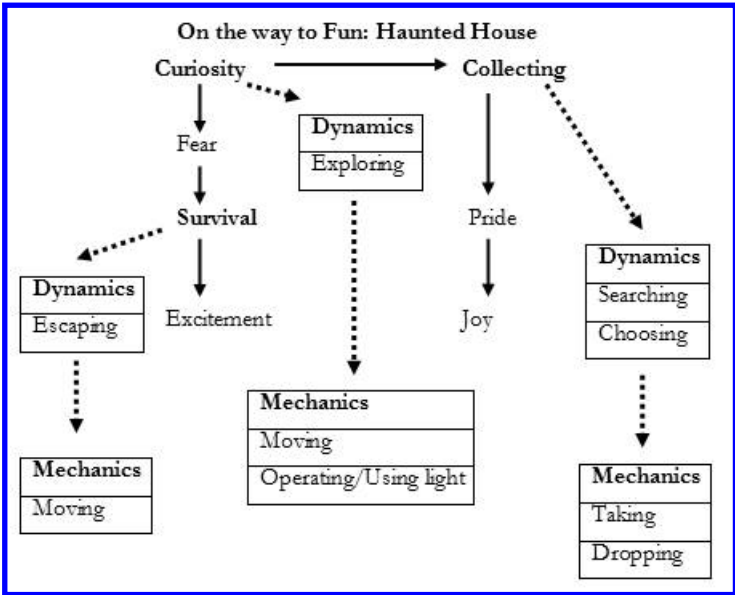 On the way to Fun: Haunted House
Curiosity
Collecting
Fear
Dynamics
Exploring
Survival
Pride
Dynamics
Escaping
Excitement
Joy
Dynamics
Searching
Choosing
Mechanics
Moving
Operating/Using light
Mechanics
Moving
Mechanics
Taking
Dropping